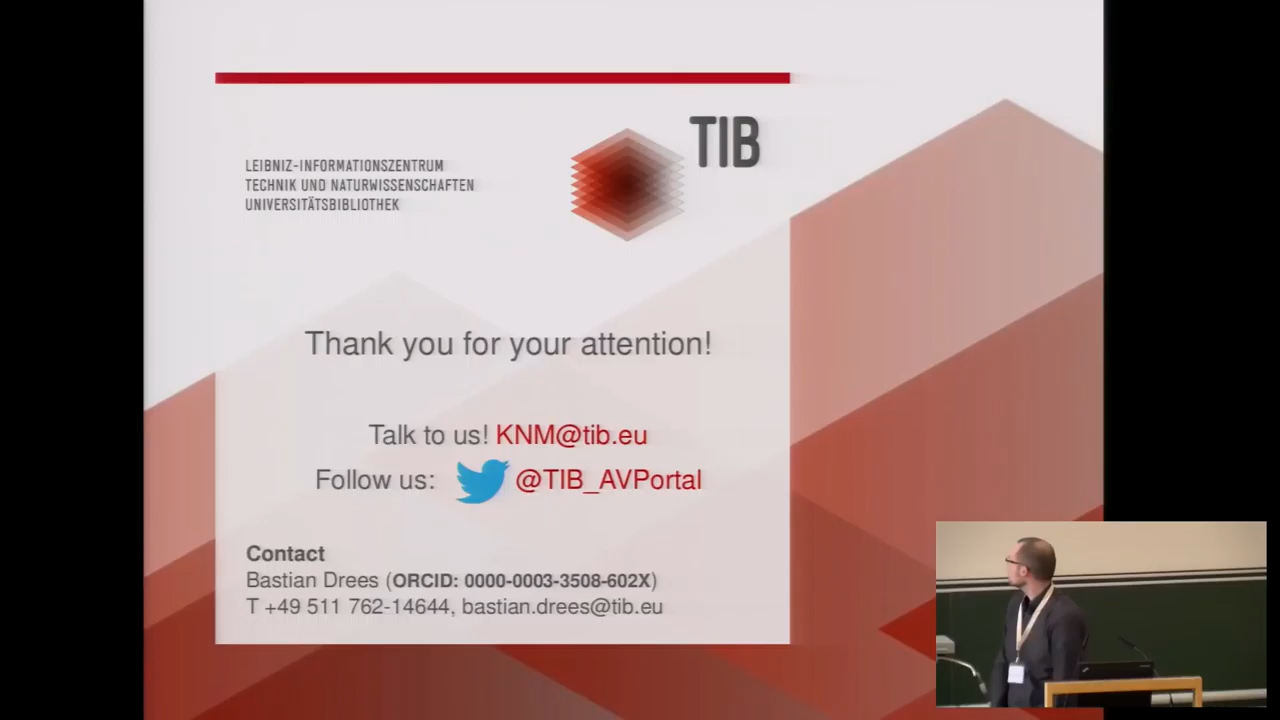 TIB
LEIBNIZ-INFORMATIONSZENTRUM
TECHNIK UND NATURWISSENSCHAFTEN
UNIVERSITÄTSBIBLIOTHEK
Thank you for your attention!
Talk to us! KNM@tib.eu
Follow us: @TIB_AVPortal
Contact
Bastian Drees (ORCID: 0000-0003-3508-602X)
T +49 511 762-14644, bastian.drees@tib.eu